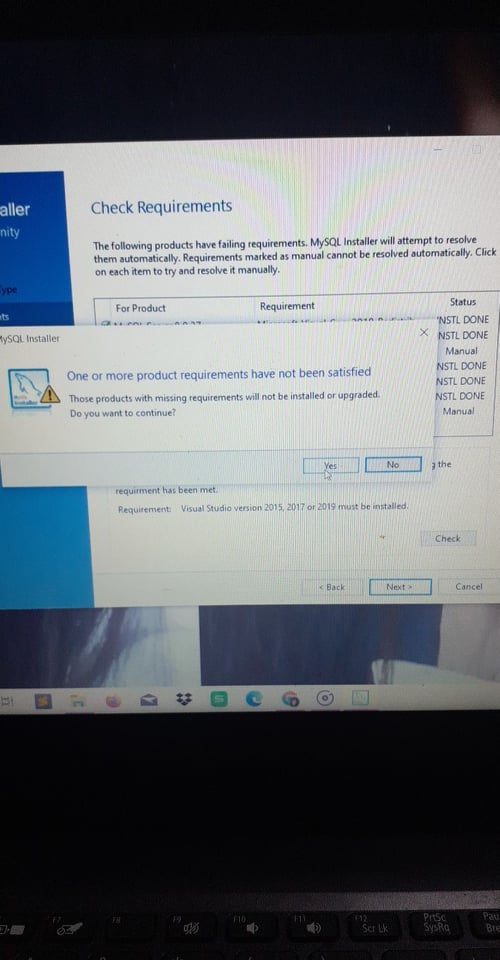 aller
nity
ype
ts
Check Requirements
The following products have failing requirements. MySQL Installer will attempt to resolve
them automatically. Requirements marked as manual cannot be resolved automatically. Click
on each item to try and resolve it manually.
For Product Requirement Status
NSTL DONE
NSTL DONE
Manual
NSTL DONE
NSTL DONE
NSTL DONE
Manual
MySQL Installer
One or more product requirements have not been satisfied
Those products with missing requirements will not be installed or upgraded.
Do you want to continue?
Yes No
the
requirment has been met.
Requirement: Visual Studio version 2015, 2017 or 2019 must be installed.
Check
< Back Next > Cancel
F7 F8 F9 F10 F11 F12 PrtSc Pau
Scr Lk SysRq Bre